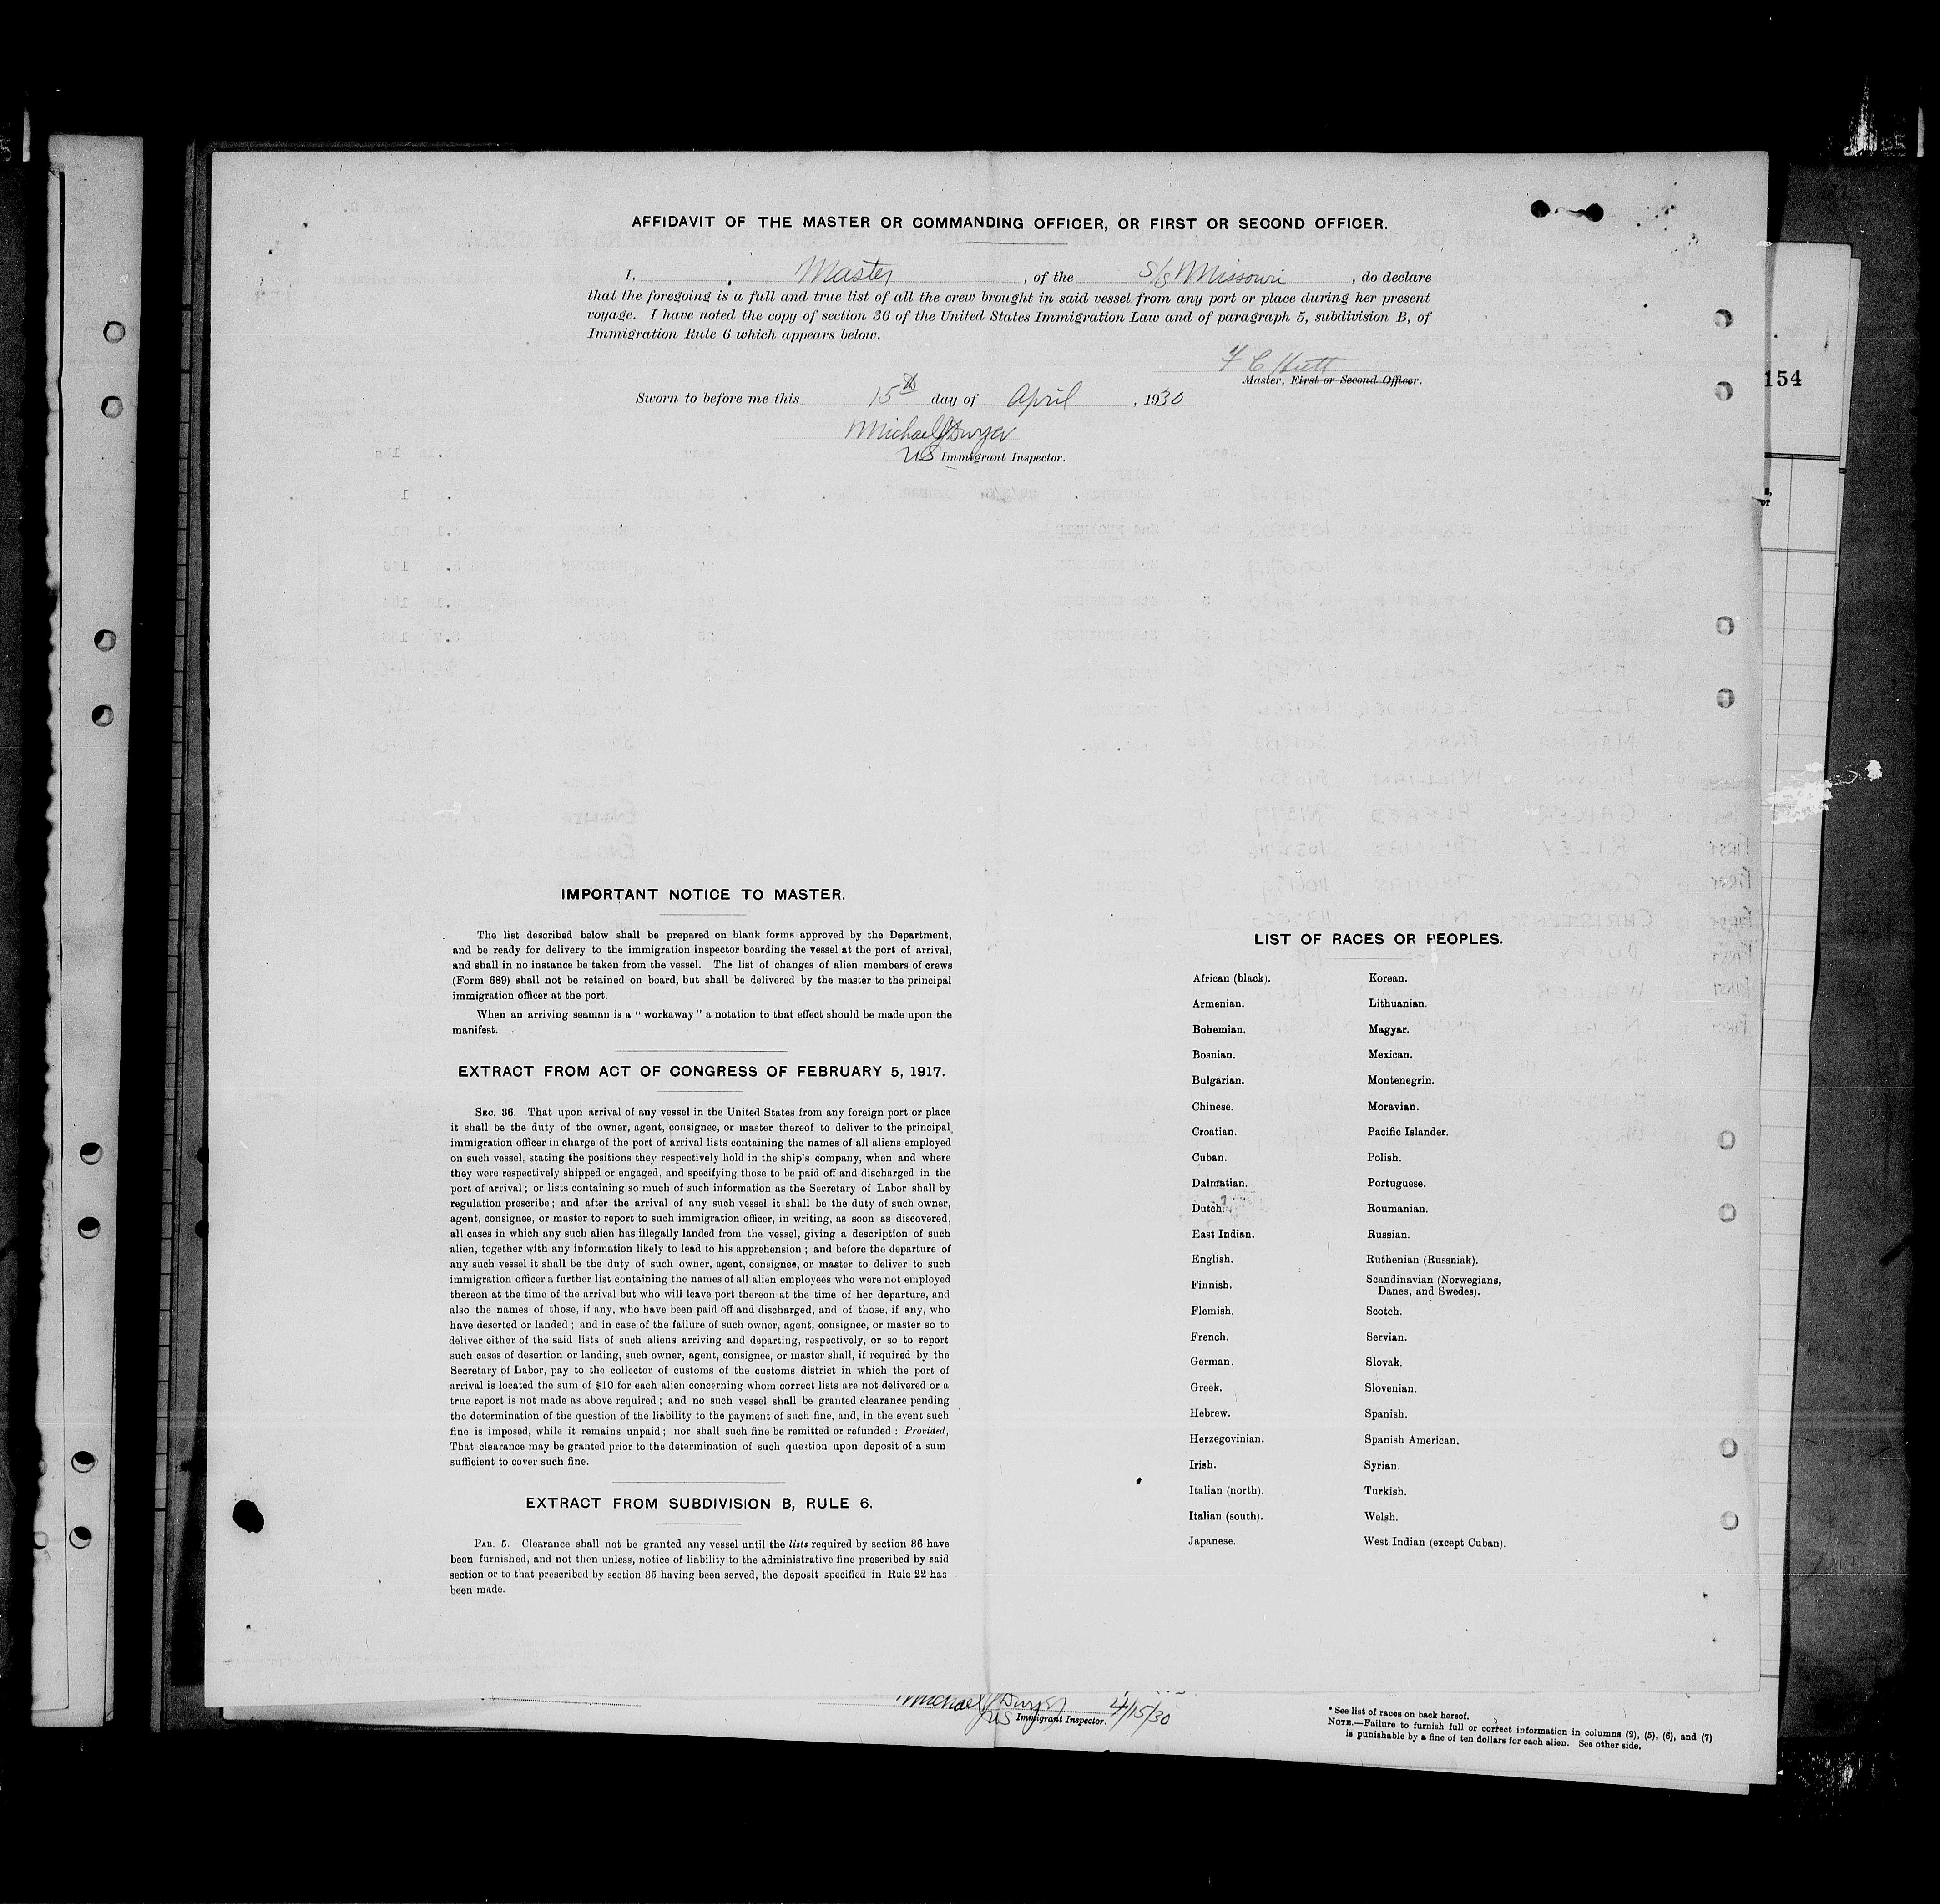 AFFIDAVIT OF THE MASTER OR COMMANDING OFFICER, OR FIRST OR SECOND OFFICER.
I, Master, of the S/S Missouri, do declare
that the foregoing is a full and true list of all the crew brought in said vessel from any port or place during her present
voyage. I have noted the copy of section 36 of the United States Immigration Law and of paragraph 5, subdivision B, of
Immigration Rule 6 which appears below.
Master, First or Second Officer.
154
Sworn to before me this 15th day of April, 1930
Michael J Dwyer
US Immigrant Inspector.
IMPORTANT NOTICE TO MASTER.
The list described below shall be prepared on blank forms approved by the Department,
and be ready for delivery to the immigration inspector boarding the vessel at the port of arrival,
and shall in no instance be taken from the vessel. The list of changes of alien members of crews
(Form 689) shall not be retained on board, but shall be delivered by the master to the principal
immigration officer at the port.
When an arriving seaman is a "workaway" a notation to that effect should be made upon the
manifest.
EXTRACT FROM ACT OF CONGRESS OF FEBRUARY 5, 1917.
SEC. 36. That upon arrival of any vessel in the United States from any foreign port or place
it shall be the duty of the owner, agent, consignee, or master thereof to deliver to the principal
immigration officer in charge of the port of arrival lists containing the names of all aliens employed
on such vessel, stating the positions they respectively hold in the ship's company, when and where
they were respectively shipped or engaged, and specifying those to be paid off and discharged in the
port of arrival; or lists containing so much of such information as the Secretary of Labor shall by
regulation prescribe; and after the arrival of any such vessel it shall be the duty of such owner,
agent, consignee, or master to report to such immigration officer, in writing, as soon as discovered,
all cases in which any such alien has illegally landed from the vessel, giving a description of such
alien, together with any information likely to lead to his apprehension; and before the departure of
any such vessel it shall be the duty of such owner, agent, consignee, or master to deliver to such
immigration officer a further list containing the names of all alien employees who were not employed
thereon at the time of the arrival but who will leave port thereon at the time of her departure, and
also the names of those, if any, who have been paid off and discharged, and of those, if any, who
have deserted or landed; and in case of the failure of such owner, agent, consignee, or master so to
deliver either of the said lists of such aliens arriving and departing, respectively, or so to report
such cases of desertion or landing, such owner, agent, consignee, or master shall, if required by the
Secretary of Labor, pay to the collector of customs of the customs district in which the port of
arrival is located the sum of $10 for each alien concerning whom correct lists are not delivered or a
true report is not made as above required; and no such vessel shall be granted clearance pending
the determination of the question of the liability to the payment of such fine, and, in the event such
fine is imposed, while it remains unpaid; nor shall such fine be remitted or refunded: Provided,
That clearance may be granted prior to the determination of such question upon deposit of a sum
sufficient to cover such fine.
EXTRACT FROM SUBDIVISION B, RULE 6.
PAR. 5. Clearance shall not be granted any vessel until the lists required by section 36 have
been furnished, and not then unless, notice of liability to the administrative fine prescribed by said
section or to that prescribed by section 35 having been served, the deposit specified in Rule 22 has
been made.
LIST OF RACES OR PEOPLES.
African (black). Korean.
Armenian. Lithuanian.
Bohemian. Magyar.
Bosnian. Mexican.
Bulgarian. Montenegrin.
Chinese. Moravian.
Croatian. Pacific Islander.
Cuban. Polish.
Dalmatian. Portuguese.
Dutch. Roumanian.
East Indian. Russian.
English. Ruthenian (Russniak).
Finnish. Scandinavian (Norwegians,
Danes, and Swedes).
Flemish. Scotch.
French. Servian.
German. Slovak.
Greek. Slovenian.
Hebrew. Spanish.
Herzegovinian. Spanish American.
Irish. Syrian.
Italian (north). Turkish.
Italian (south). Welsh.
Japanese. West Indian (except Cuban).
Michael J Dwyer 4/15/30
US Immigrant Inspector.
* See list of races on back hereof.
NOTE.—Failure to furnish full or correct information in columns (2), (5), (6), and (7)
is punishable by a fine of ten dollars for each alien. See other side.